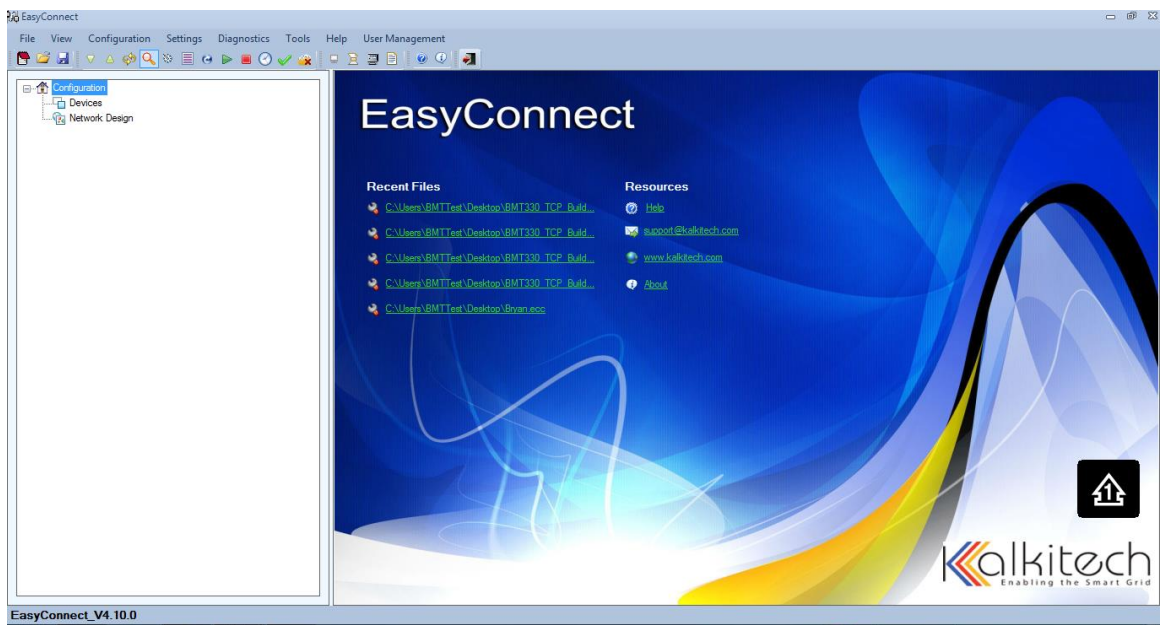 EasyConnect
File View Configuration Settings Diagnostics Tools Help User Management
Configuration
Devices
Network Design
EasyConnect
Recent Files
C:\Users\BMTTest\Desktop\BMT330_TCP_Build...
C:\Users\BMTTest\Desktop\BMT330_TCP_Build...
C:\Users\BMTTest\Desktop\BMT330_TCP_Build...
C:\Users\BMTTest\Desktop\BMT330_TCP_Build...
C:\Users\BMTTest\Desktop\Bryan.ecc
Resources
Help
support@kalkitech.com
www.kalkitech.com
About
1
Kalkitech
Enabling the Smart Grid
EasyConnect_V4.10.0